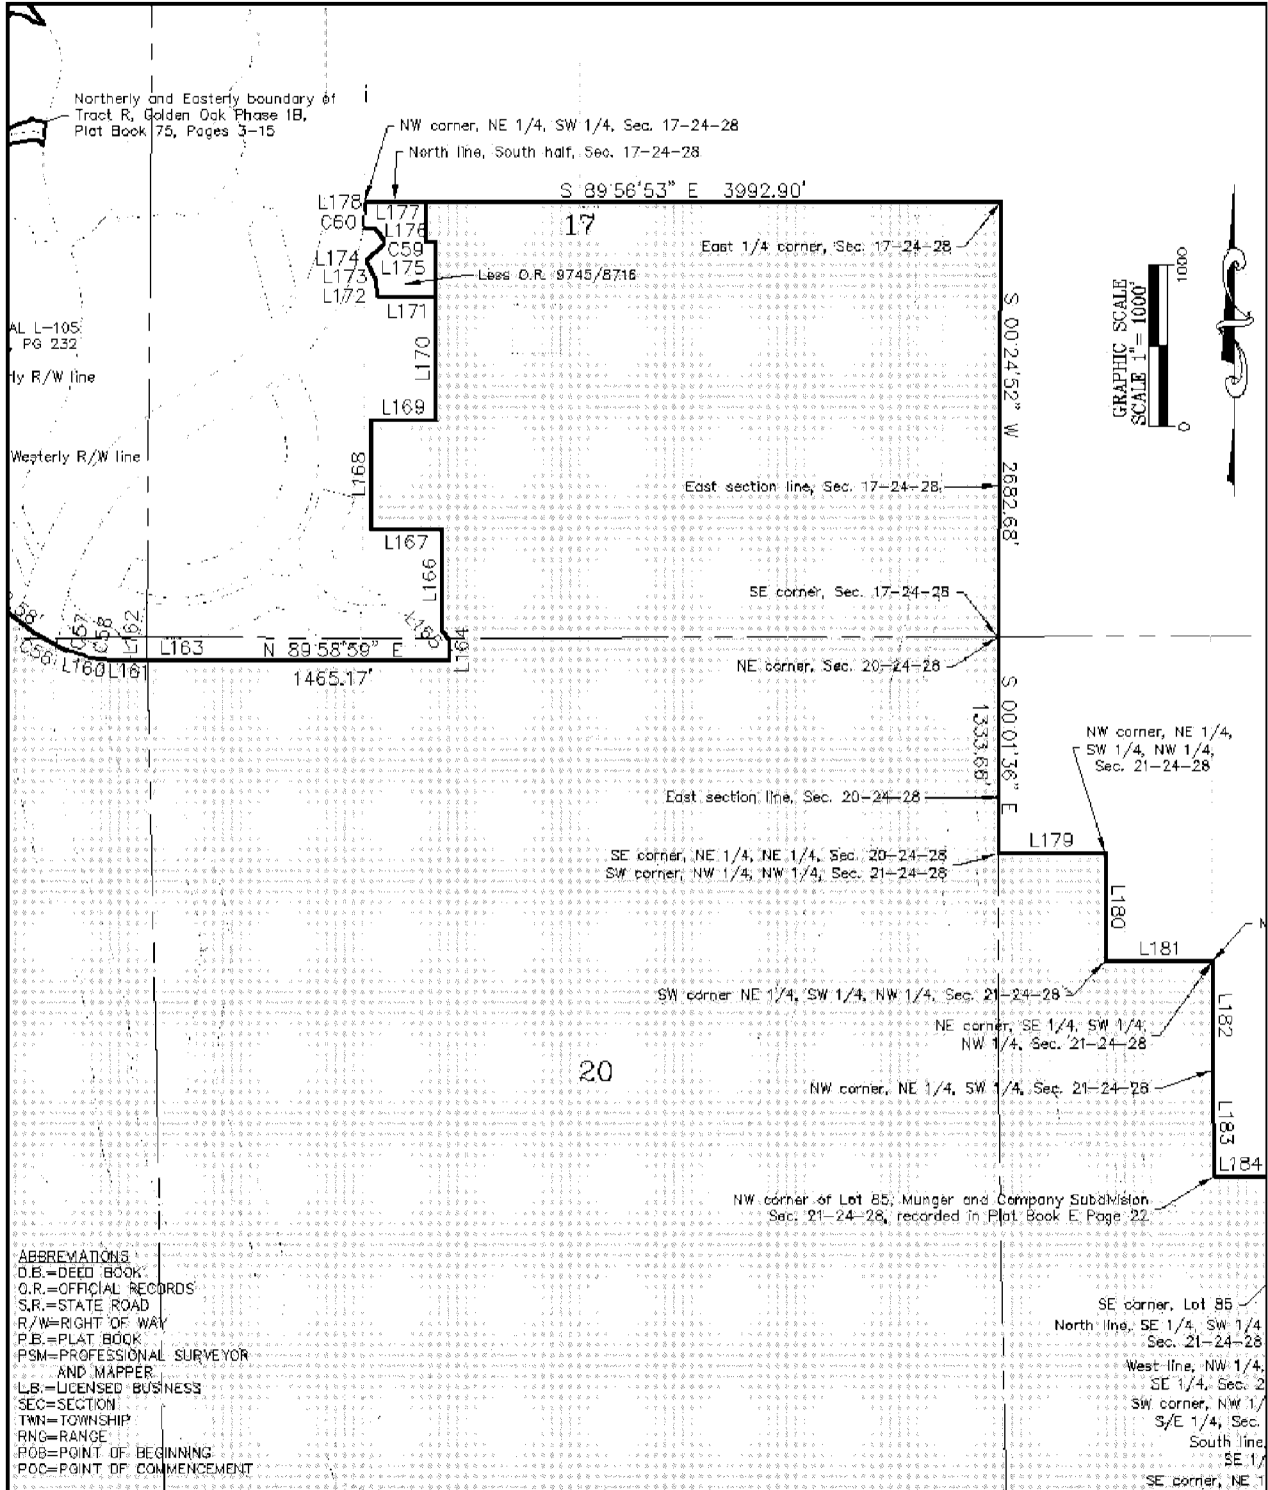 Northerly and Easterly boundary of
Tract R, Golden Oak Phase 1B,
Plat Book 75, Pages 3-15
NW corner, NE 1/4, SW 1/4, Sec. 17-24-28
North line, South half, Sec. 17-24-28
S 89°56'53" E 3992.90'
L178
L177
C60
L176
17
C59
East 1/4 corner, Sec. 17-24-28
L174
L175
L173
Less O.R. 9745/8716
L172
L171
GRAPHIC SCALE
SCALE 1"= 1000'
0
1000
AL L-105
PG 232
ly R/W line
L170
S 00°24'52" W 2682.68'
L169
Westerly R/W line
L168
East section line, Sec. 17-24-28
L167
L166
SE corner, Sec. 17-24-28
58
C56
C57
C58
L160
L161
L162
L163
N 89°58'59" E
1465.17'
L165
L164
NE corner, Sec. 20-24-28
S 00°01'36" E
1333.66'
NW corner, NE 1/4,
SW 1/4, NW 1/4,
Sec. 21-24-28
East section line, Sec. 20-24-28
L179
SE corner, NE 1/4, NE 1/4, Sec. 20-24-28
SW corner, NW 1/4, NW 1/4, Sec. 21-24-28
L180
N
L181
SW corner NE 1/4, SW 1/4, NW 1/4, Sec. 21-24-28
L182
NE corner, SE 1/4, SW 1/4,
NW 1/4, Sec. 21-24-28
20
NW corner, NE 1/4, SW 1/4, Sec. 21-24-28
L183
L184
NW corner of Lot 85, Munger and Company Subdivision
Sec. 21-24-28, recorded in Plat Book E Page 22
ABBREVIATIONS
D.B.=DEED BOOK
O.R.=OFFICIAL RECORDS
S.R.=STATE ROAD
R/W=RIGHT OF WAY
P.B.=PLAT BOOK
PSM=PROFESSIONAL SURVEYOR
AND MAPPER
L.B.=LICENSED BUSINESS
SEC=SECTION
TWN=TOWNSHIP
RNG=RANGE
POB=POINT OF BEGINNING
POC=POINT OF COMMENCEMENT
SE corner, Lot 85
North line, SE 1/4, SW 1/4
Sec. 21-24-28
West line, NW 1/4,
SE 1/4, Sec. 2
SW corner, NW 1/
S/E 1/4, Sec.
South line,
SE 1/
SE corner, NE 1